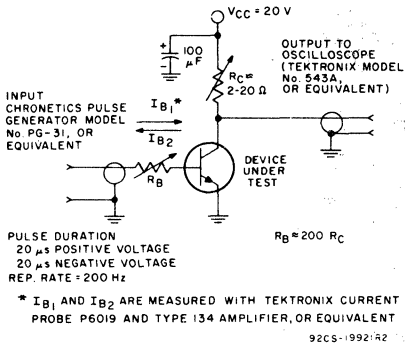 VCC = 20 V
+
100
μF
−
RC≈
2-20 Ω
OUTPUT TO
OSCILLOSCOPE
(TEKTRONIX MODEL
No. 543A,
OR EQUIVALENT)
INPUT
CHRONETICS PULSE
GENERATOR MODEL
No. PG-31, OR
EQUIVALENT
IB1*
IB2
RB
DEVICE
UNDER
TEST
PULSE DURATION
20 μs POSITIVE VOLTAGE
20 μs NEGATIVE VOLTAGE
REP. RATE = 200 Hz
RB≈200 RC
* IB1 AND IB2 ARE MEASURED WITH TEKTRONIX CURRENT
PROBE P6019 AND TYPE 134 AMPLIFIER, OR EQUIVALENT
92CS-19921R2